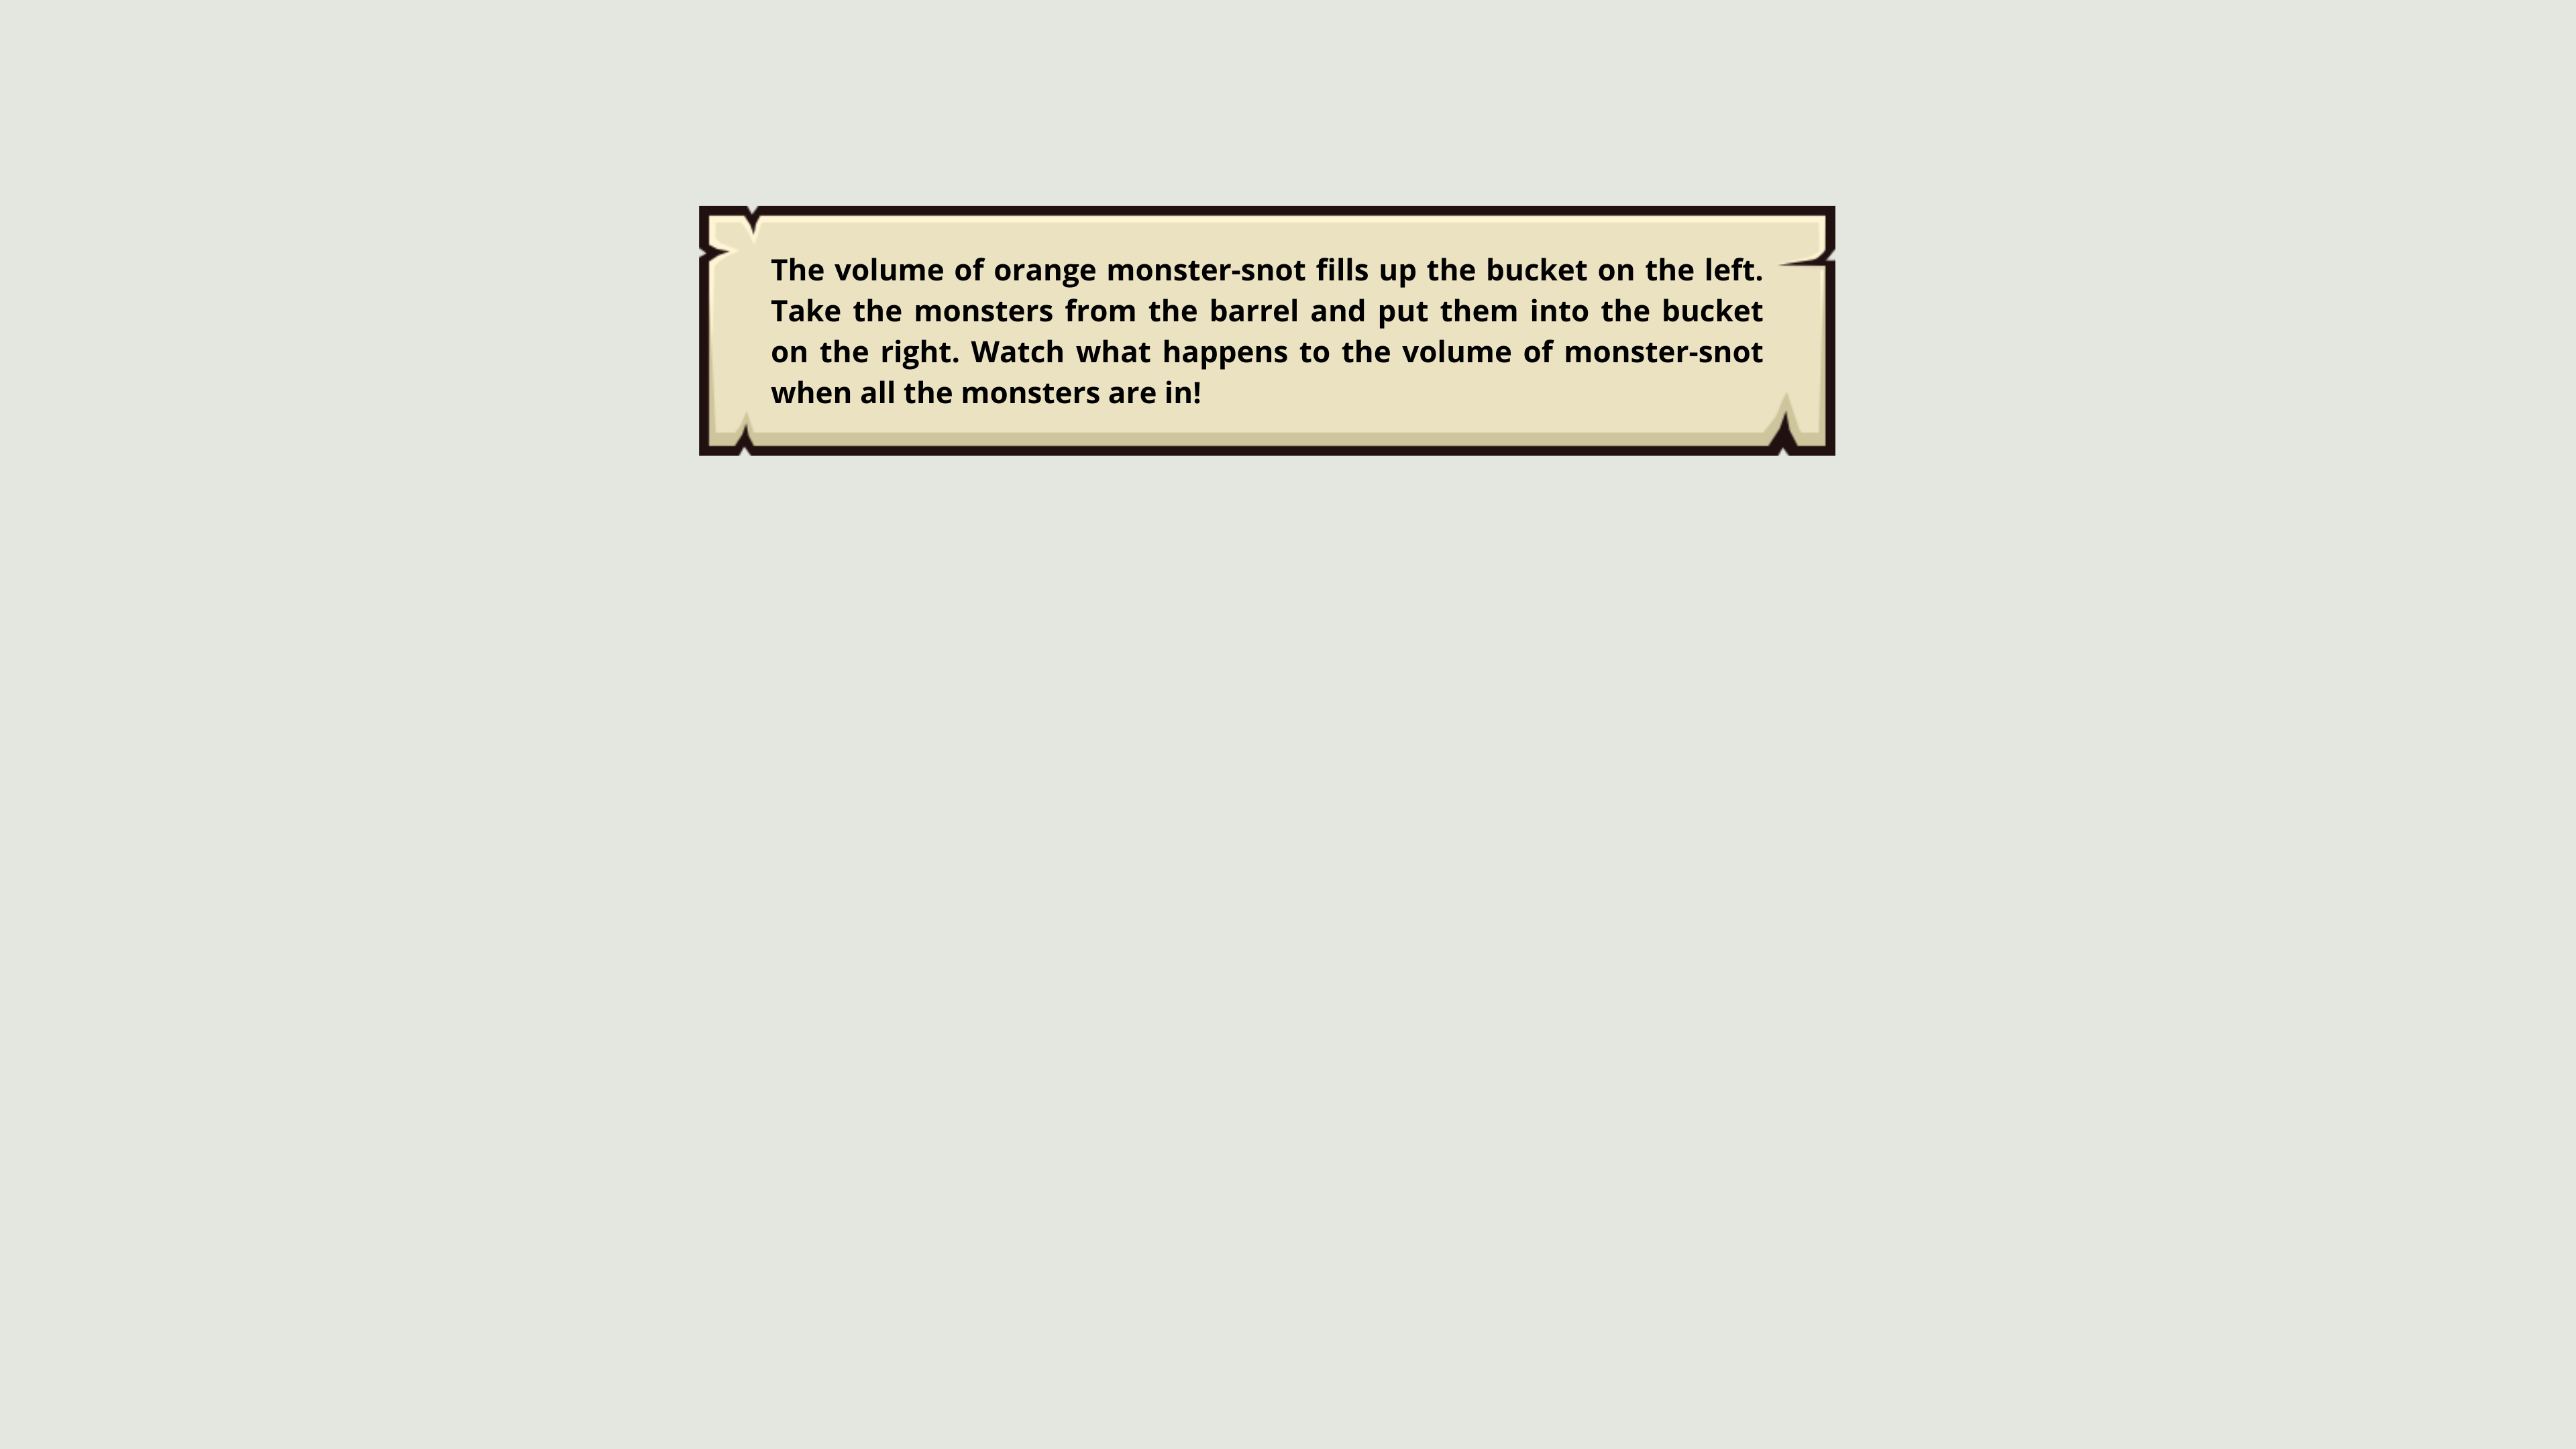 The volume of orange monster-snot fills up the bucket on the left.
Take the monsters from the barrel and put them into the bucket
on the right. Watch what happens to the volume of monster-snot
when all the monsters are in!